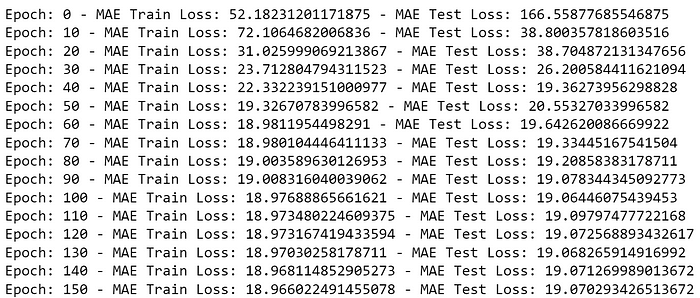 Epoch: 0 - MAE Train Loss: 52.18231201171875 - MAE Test Loss: 166.55877685546875
Epoch: 10 - MAE Train Loss: 72.1064682006836 - MAE Test Loss: 38.800357818603516
Epoch: 20 - MAE Train Loss: 31.025999069213867 - MAE Test Loss: 38.704872131347656
Epoch: 30 - MAE Train Loss: 23.712804794311523 - MAE Test Loss: 26.200584411621094
Epoch: 40 - MAE Train Loss: 22.332239151000977 - MAE Test Loss: 19.36273956298828
Epoch: 50 - MAE Train Loss: 19.32670783996582 - MAE Test Loss: 20.55327033996582
Epoch: 60 - MAE Train Loss: 18.9811954498291 - MAE Test Loss: 19.642620086669922
Epoch: 70 - MAE Train Loss: 18.980104446411133 - MAE Test Loss: 19.33445167541504
Epoch: 80 - MAE Train Loss: 19.003589630126953 - MAE Test Loss: 19.20858383178711
Epoch: 90 - MAE Train Loss: 19.008316040039062 - MAE Test Loss: 19.078344345092773
Epoch: 100 - MAE Train Loss: 18.97688865661621 - MAE Test Loss: 19.06446075439453
Epoch: 110 - MAE Train Loss: 18.973480224609375 - MAE Test Loss: 19.09797477722168
Epoch: 120 - MAE Train Loss: 18.973167419433594 - MAE Test Loss: 19.072568893432617
Epoch: 130 - MAE Train Loss: 18.97030258178711 - MAE Test Loss: 19.068265914916992
Epoch: 140 - MAE Train Loss: 18.968114852905273 - MAE Test Loss: 19.071269989013672
Epoch: 150 - MAE Train Loss: 18.966022491455078 - MAE Test Loss: 19.070293426513672